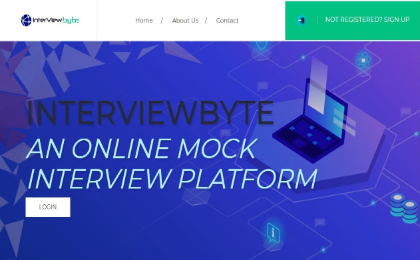 interviewbyte
Home / About Us / Contact
NOT REGISTERED? SIGN UP
INTERVIEWBYTE
AN ONLINE MOCK
INTERVIEW PLATFORM
LOGIN